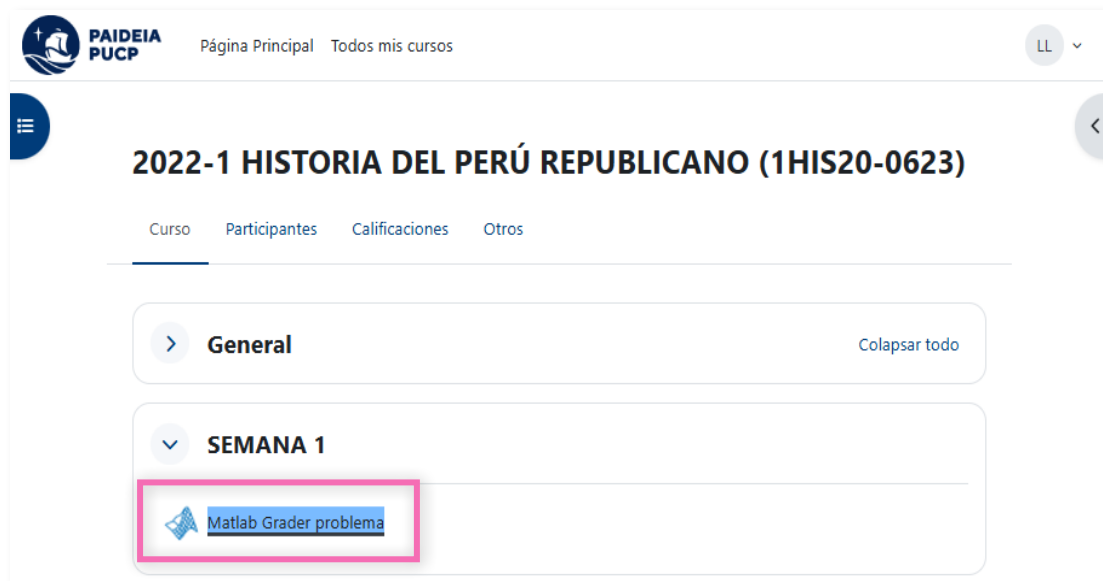 PAIDEIA
PUCP
Página Principal Todos mis cursos
LL
2022-1 HISTORIA DEL PERÚ REPUBLICANO (1HIS20-0623)
Curso Participantes Calificaciones Otros
General
Colapsar todo
SEMANA 1
Matlab Grader problema